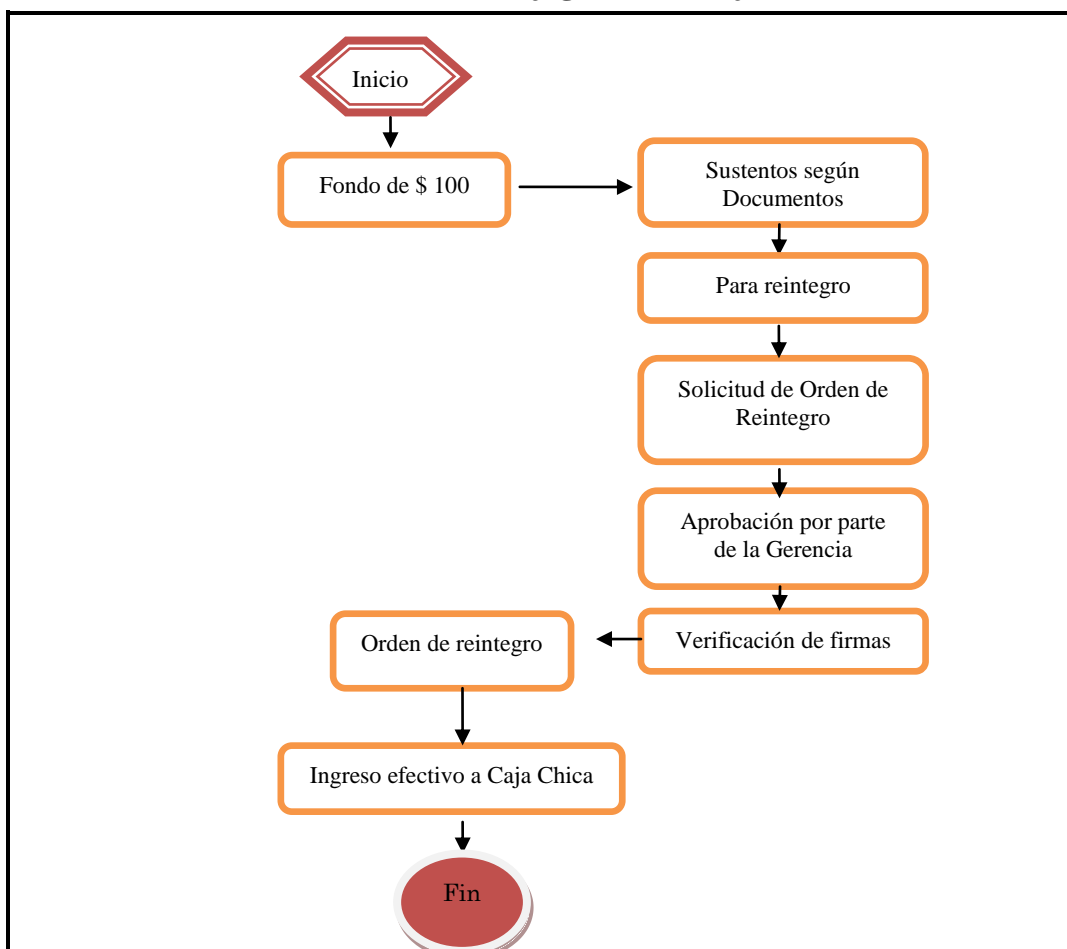 Inicio
Fondo de $ 100
Sustentos según
Documentos
Para reintegro
Solicitud de Orden de
Reintegro
Aprobación por parte
de la Gerencia
Verificación de firmas
Orden de reintegro
Ingreso efectivo a Caja Chica
Fin